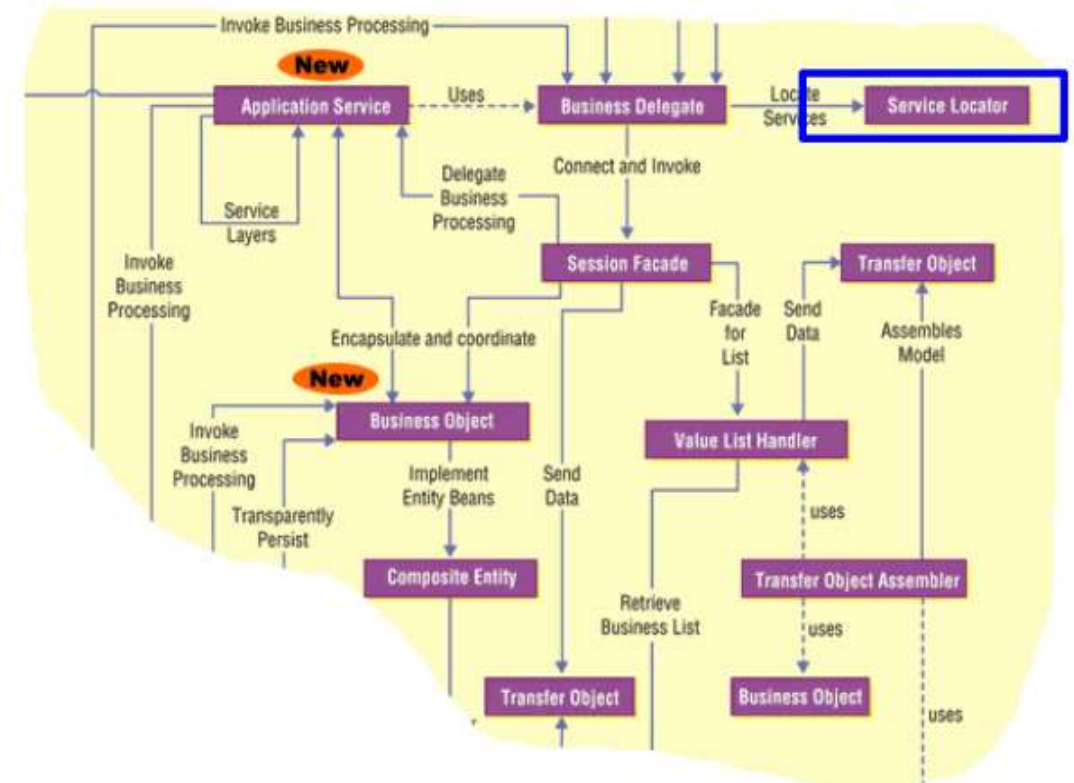 Invoke Business Processing
New
Application Service
Uses
Business Delegate
Locate
Services
Service Locator
Connect and Invoke
Delegate
Business
Processing
Service
Layers
Invoke
Business
Processing
Session Facade
Transfer Object
Facade
for
List
Send
Data
Assembles
Model
Encapsulate and coordinate
New
Business Object
Invoke
Business
Processing
Value List Handler
Implement
Entity Beans
Send
Data
Transparently
Persist
uses
Composite Entity
Transfer Object Assembler
Retrieve
Business List
uses
Transfer Object
Business Object
uses